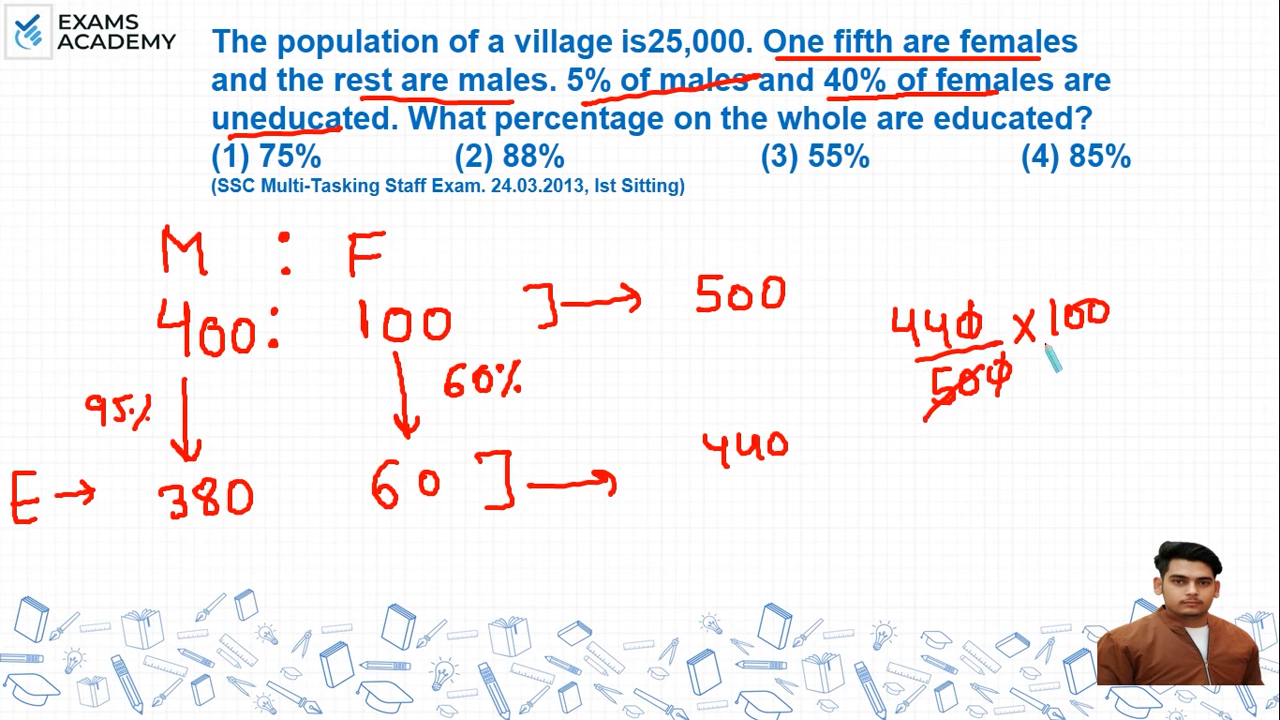 EXAMS
ACADEMY
The population of a village is25,000. One fifth are females
and the rest are males. 5% of males and 40% of females are
uneducated. What percentage on the whole are educated?
(1) 75% (2) 88% (3) 55% (4) 85%
(SSC Multi-Tasking Staff Exam. 24.03.2013, Ist Sitting)
M : F
400 : 100 ] → 500
95% 60%
E → 380 60 ] → 440
440/500 × 100